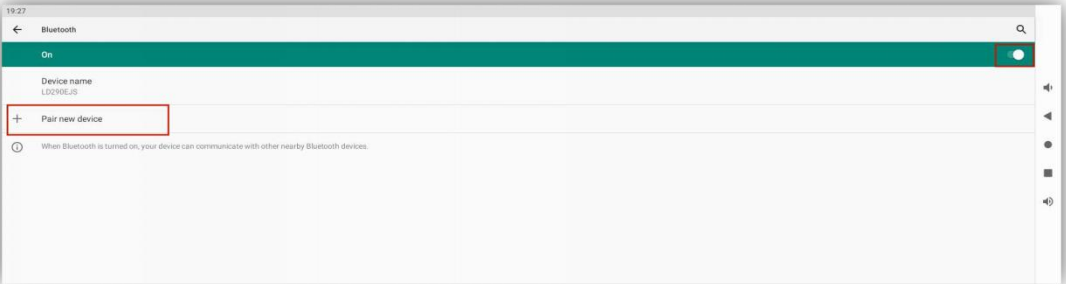 19:27
Bluetooth
On
Device name
LD290EJS
Pair new device
When Bluetooth is turned on, your device can communicate with other nearby Bluetooth devices.